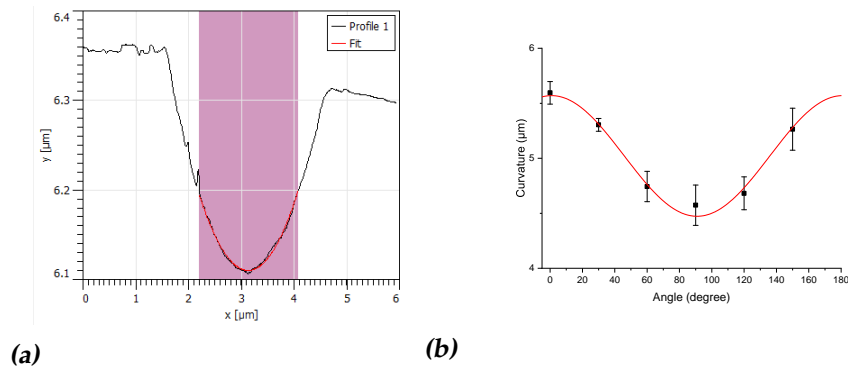 6.4
6.3
6.2
6.1
y [µm]
0 1 2 3 4 5 6
x [µm]
Profile 1
Fit
(a)
6
5
4
Curvature (µm)
0 20 40 60 80 100 120 140 160 180
Angle (degree)
(b)